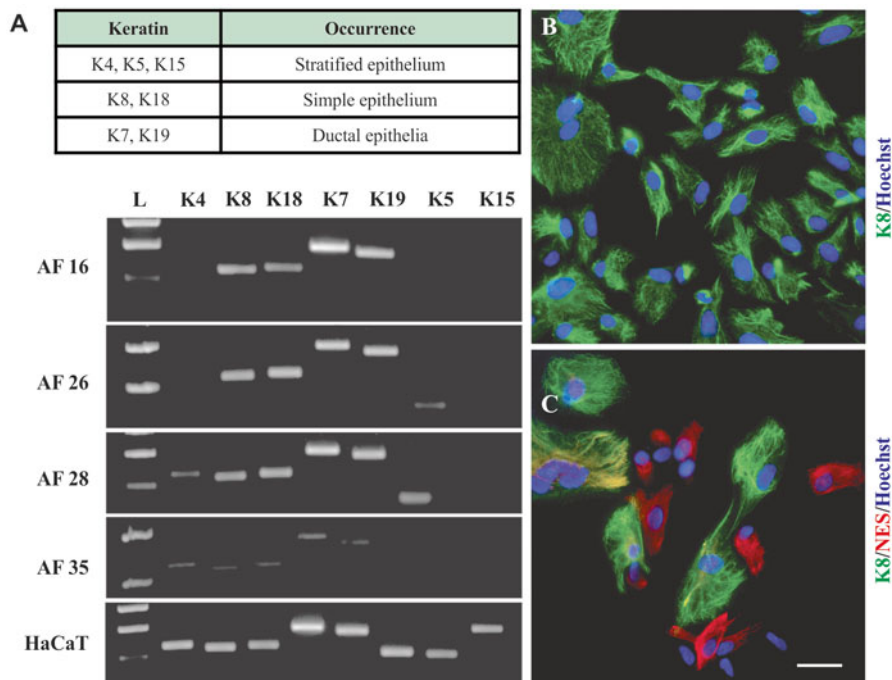 A
Keratin Occurrence
K4, K5, K15 Stratified epithelium
K8, K18 Simple epithelium
K7, K19 Ductal epithelia
L K4 K8 K18 K7 K19 K5 K15
AF 16
AF 26
AF 28
AF 35
HaCaT
B
K8/Hoechst
C
K8/NES/Hoechst